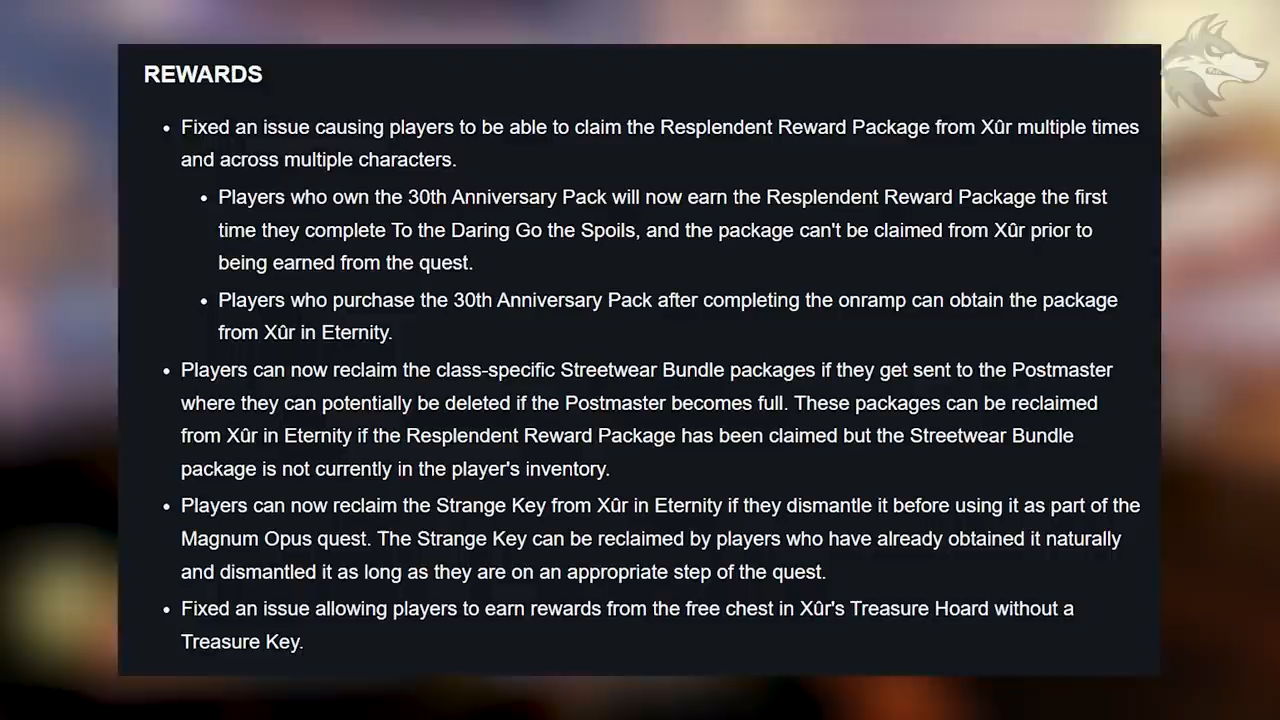 REWARDS
Fixed an issue causing players to be able to claim the Resplendent Reward Package from Xûr multiple times
and across multiple characters.
Players who own the 30th Anniversary Pack will now earn the Resplendent Reward Package the first
time they complete To the Daring Go the Spoils, and the package can't be claimed from Xûr prior to
being earned from the quest.
Players who purchase the 30th Anniversary Pack after completing the onramp can obtain the package
from Xûr in Eternity.
Players can now reclaim the class-specific Streetwear Bundle packages if they get sent to the Postmaster
where they can potentially be deleted if the Postmaster becomes full. These packages can be reclaimed
from Xûr in Eternity if the Resplendent Reward Package has been claimed but the Streetwear Bundle
package is not currently in the player's inventory.
Players can now reclaim the Strange Key from Xûr in Eternity if they dismantle it before using it as part of the
Magnum Opus quest. The Strange Key can be reclaimed by players who have already obtained it naturally
and dismantled it as long as they are on an appropriate step of the quest.
Fixed an issue allowing players to earn rewards from the free chest in Xûr's Treasure Hoard without a
Treasure Key.